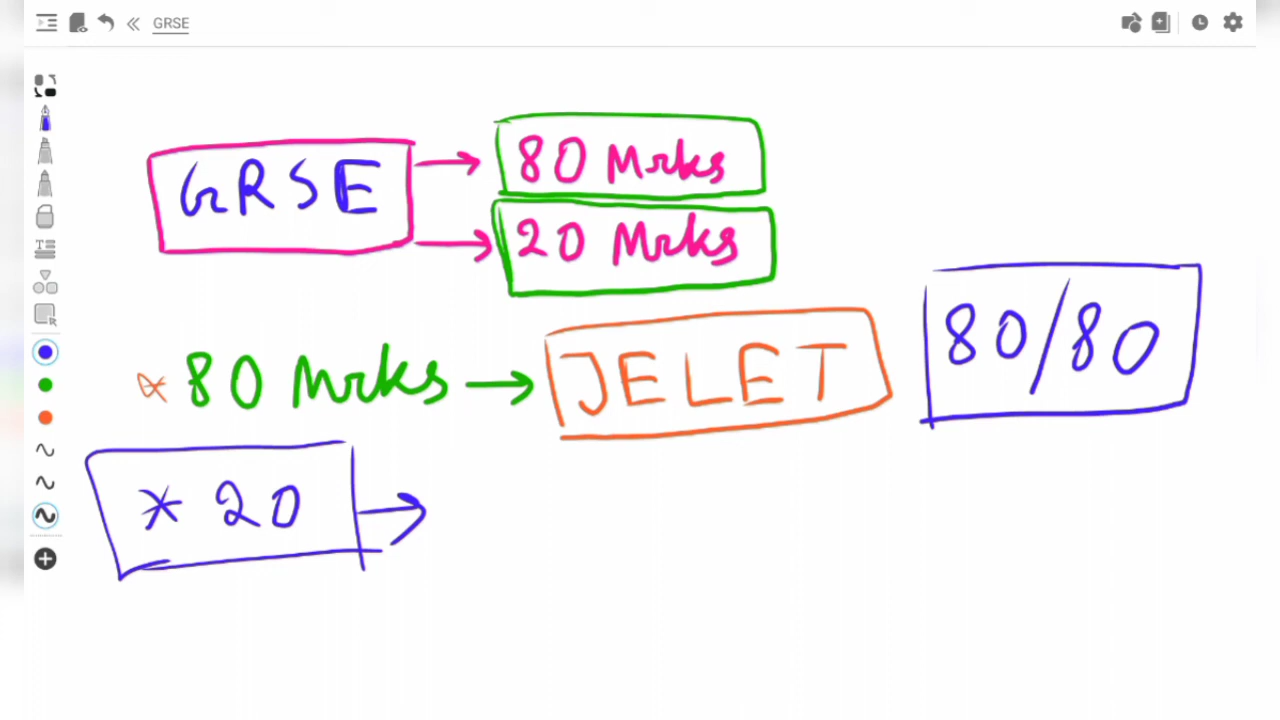 GRSE
GRSE
80 Mrks
20 Mrks
80 Mrks → JELET
80/80
* 20 →